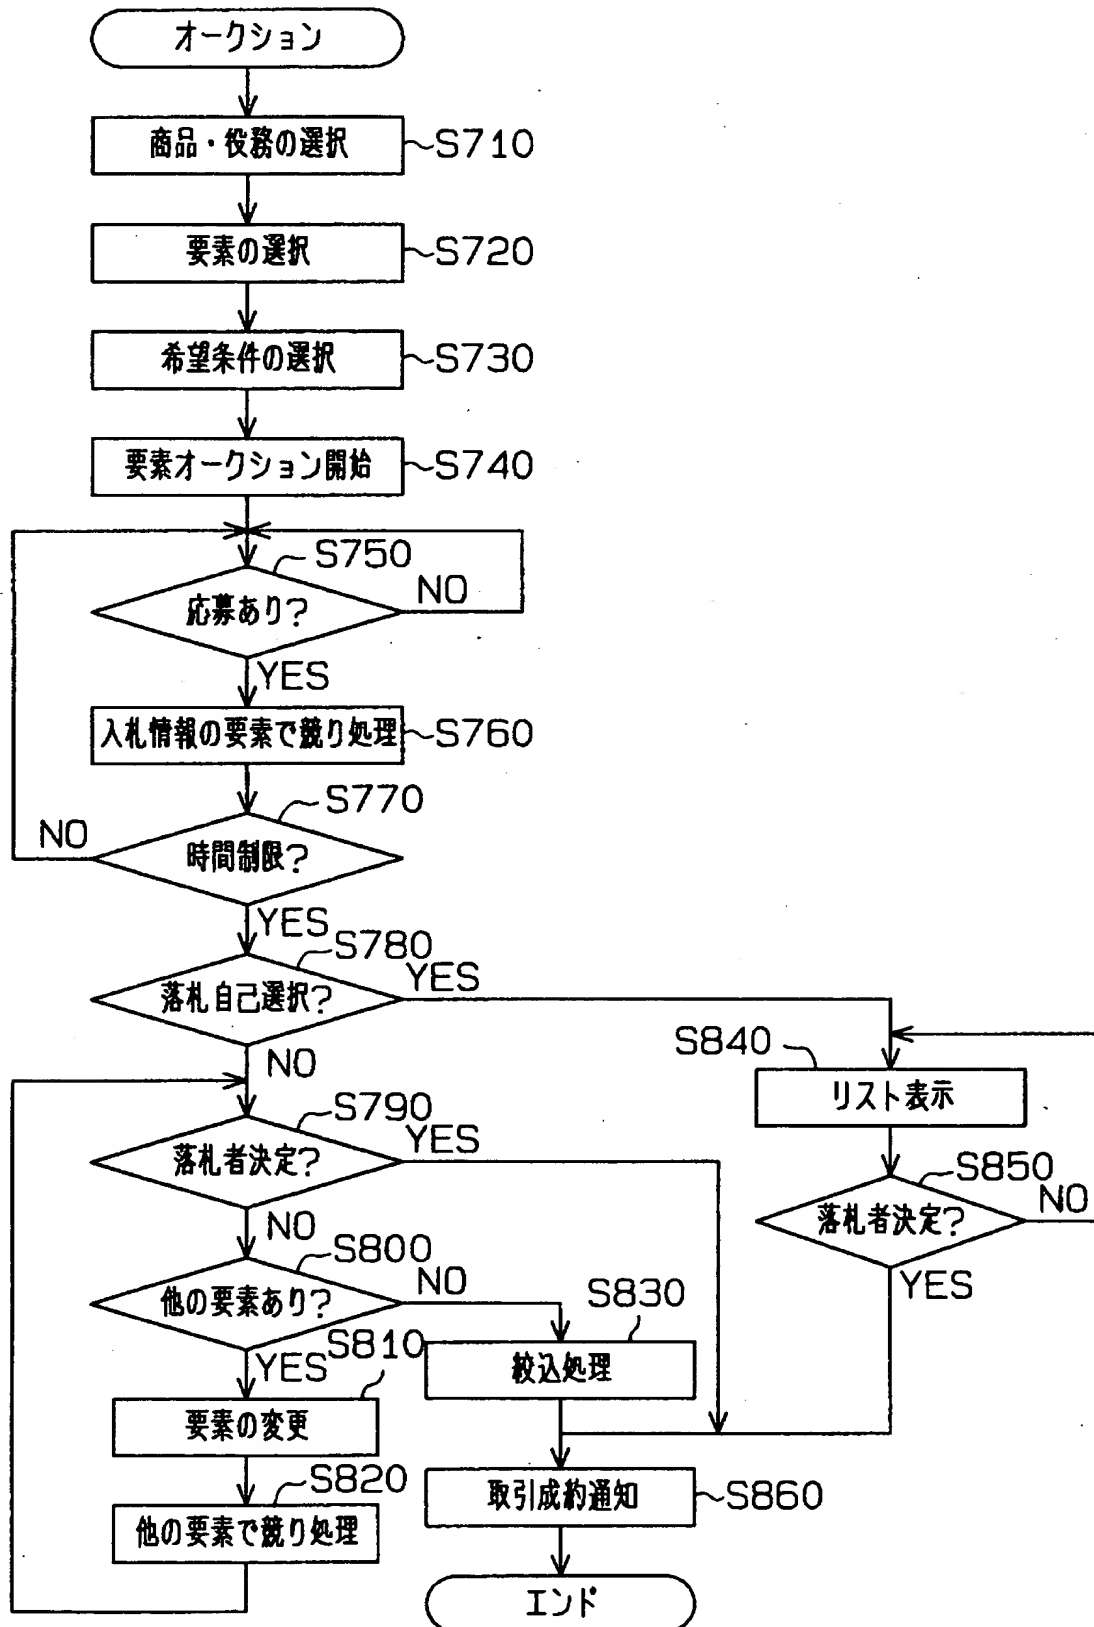 オークション
商品・役務の選択
S710
要素の選択
S720
希望条件の選択
S730
要素オークション開始
S740
S750
応募あり?
NO
YES
入札情報の要素で競り処理
S760
S770
NO
時間制限?
YES
S780
YES
落札自己選択?
NO
S840
リスト表示
S790
YES
落札者決定?
S850
NO
落札者決定?
NO
YES
S800
NO
他の要素あり?
S830
YES
S810
絞込処理
要素の変更
S820
取引成約通知
S860
他の要素で競り処理
エンド